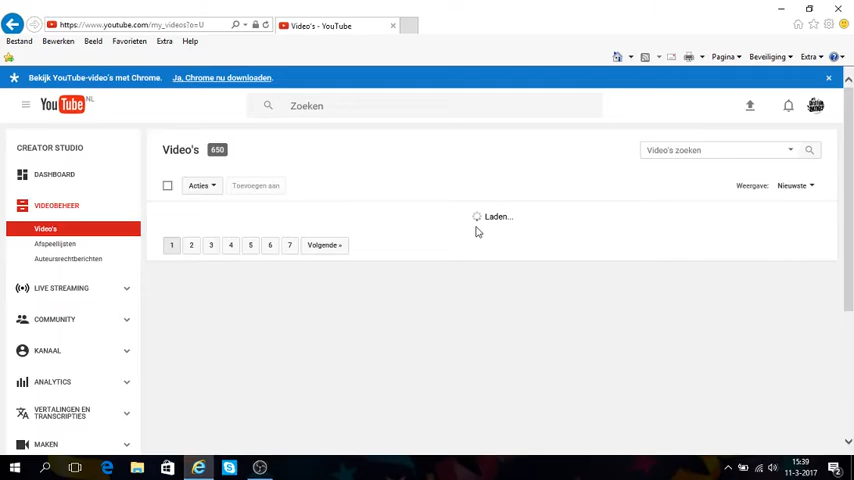 https://www.youtube.com/my_videos?o=U
Video's - YouTube
Bestand Bewerken Beeld Favorieten Extra Help
Pagina Beveiliging Extra
Bekijk YouTube-video's met Chrome. Ja, Chrome nu downloaden.
YouTube NL
Zoeken
CREATOR STUDIO
Video's 650
Video's zoeken
DASHBOARD
Acties Toevoegen aan
Weergave: Nieuwste
VIDEOBEHEER
Laden...
Video's
Afspeellijsten
1 2 3 4 5 6 7 Volgende »
Auteursrechtberichten
LIVE STREAMING
COMMUNITY
KANAAL
ANALYTICS
VERTALINGEN EN
TRANSCRIPTIES
MAKEN
15:39
11-3-2017
2